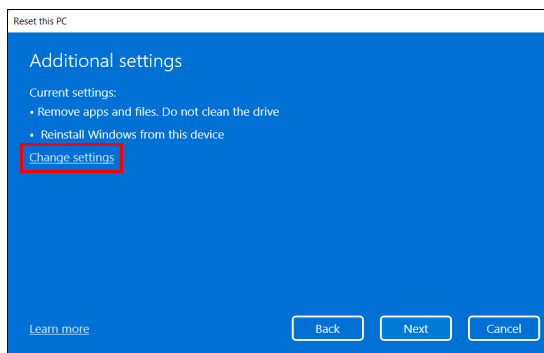 Reset this PC
Additional settings
Current settings:
• Remove apps and files. Do not clean the drive
• Reinstall Windows from this device
Change settings
Learn more
Back
Next
Cancel